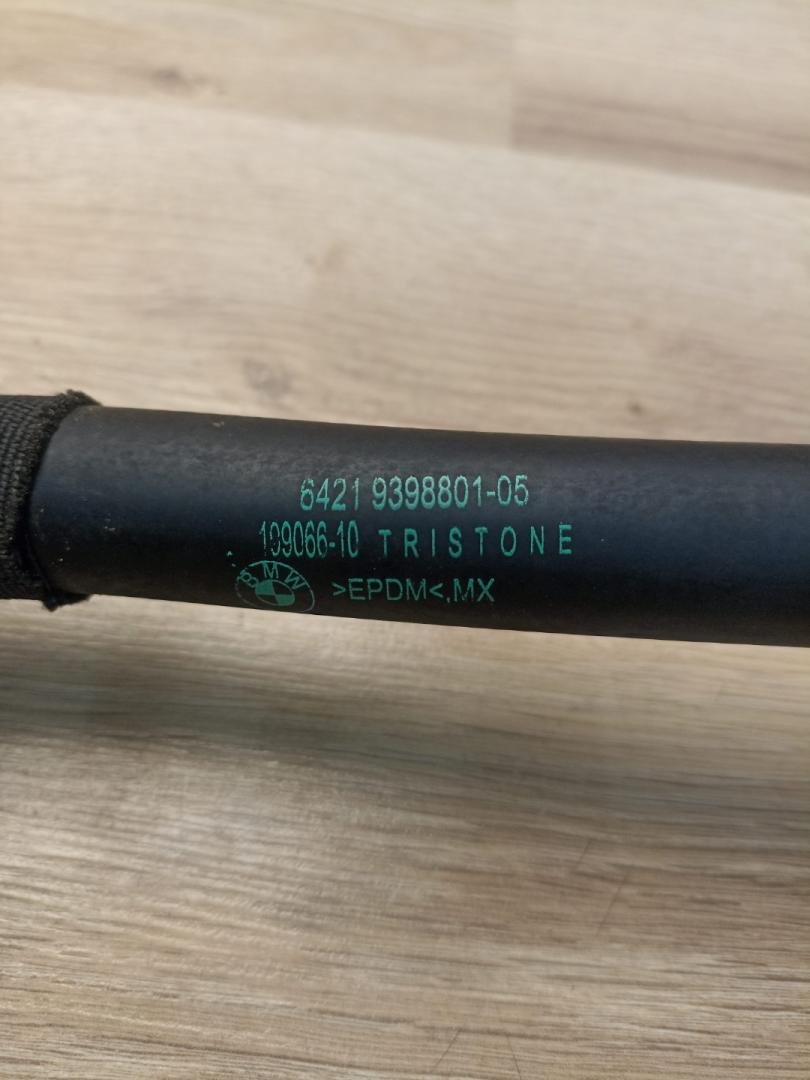 6421 9398801-05
109066-10 TRISTONE
BMW >EPDM<,MX